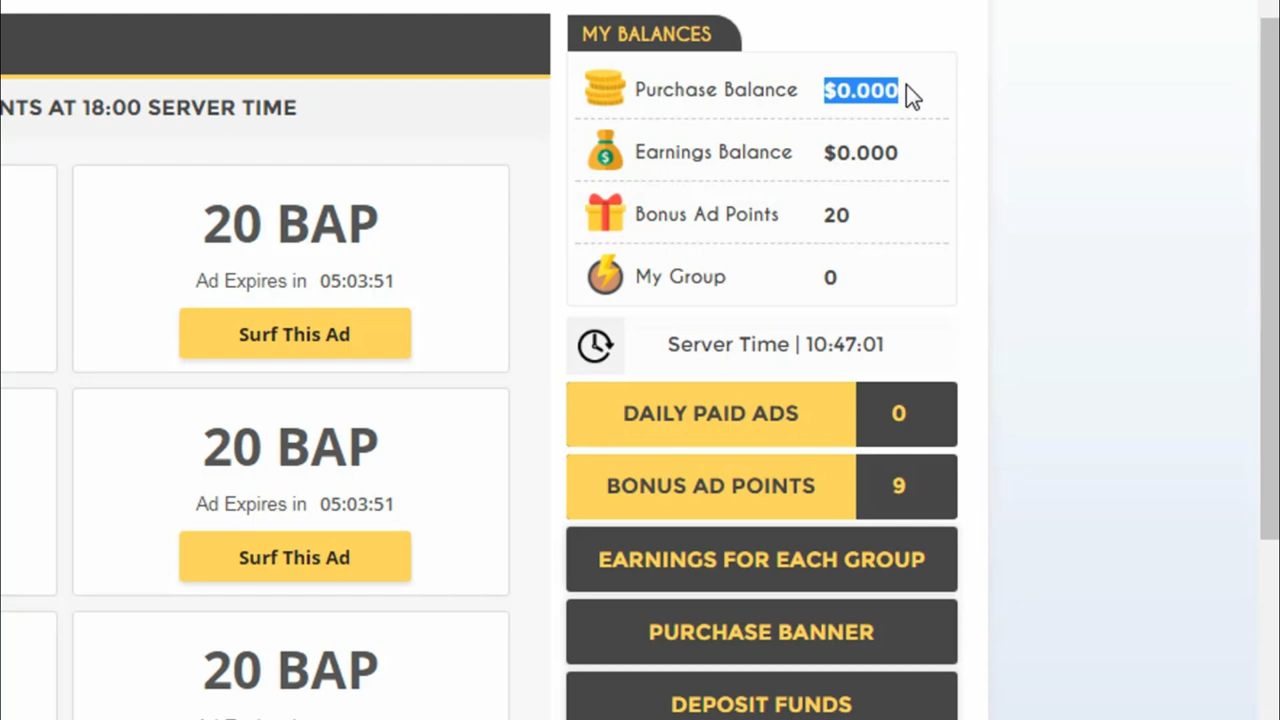 NTS AT 18:00 SERVER TIME
20 BAP
Ad Expires in 05:03:51
Surf This Ad
20 BAP
Ad Expires in 05:03:51
Surf This Ad
20 BAP
MY BALANCES
Purchase Balance $0.000
Earnings Balance $0.000
Bonus Ad Points 20
My Group 0
Server Time | 10:47:01
DAILY PAID ADS 0
BONUS AD POINTS 9
EARNINGS FOR EACH GROUP
PURCHASE BANNER
DEPOSIT FUNDS